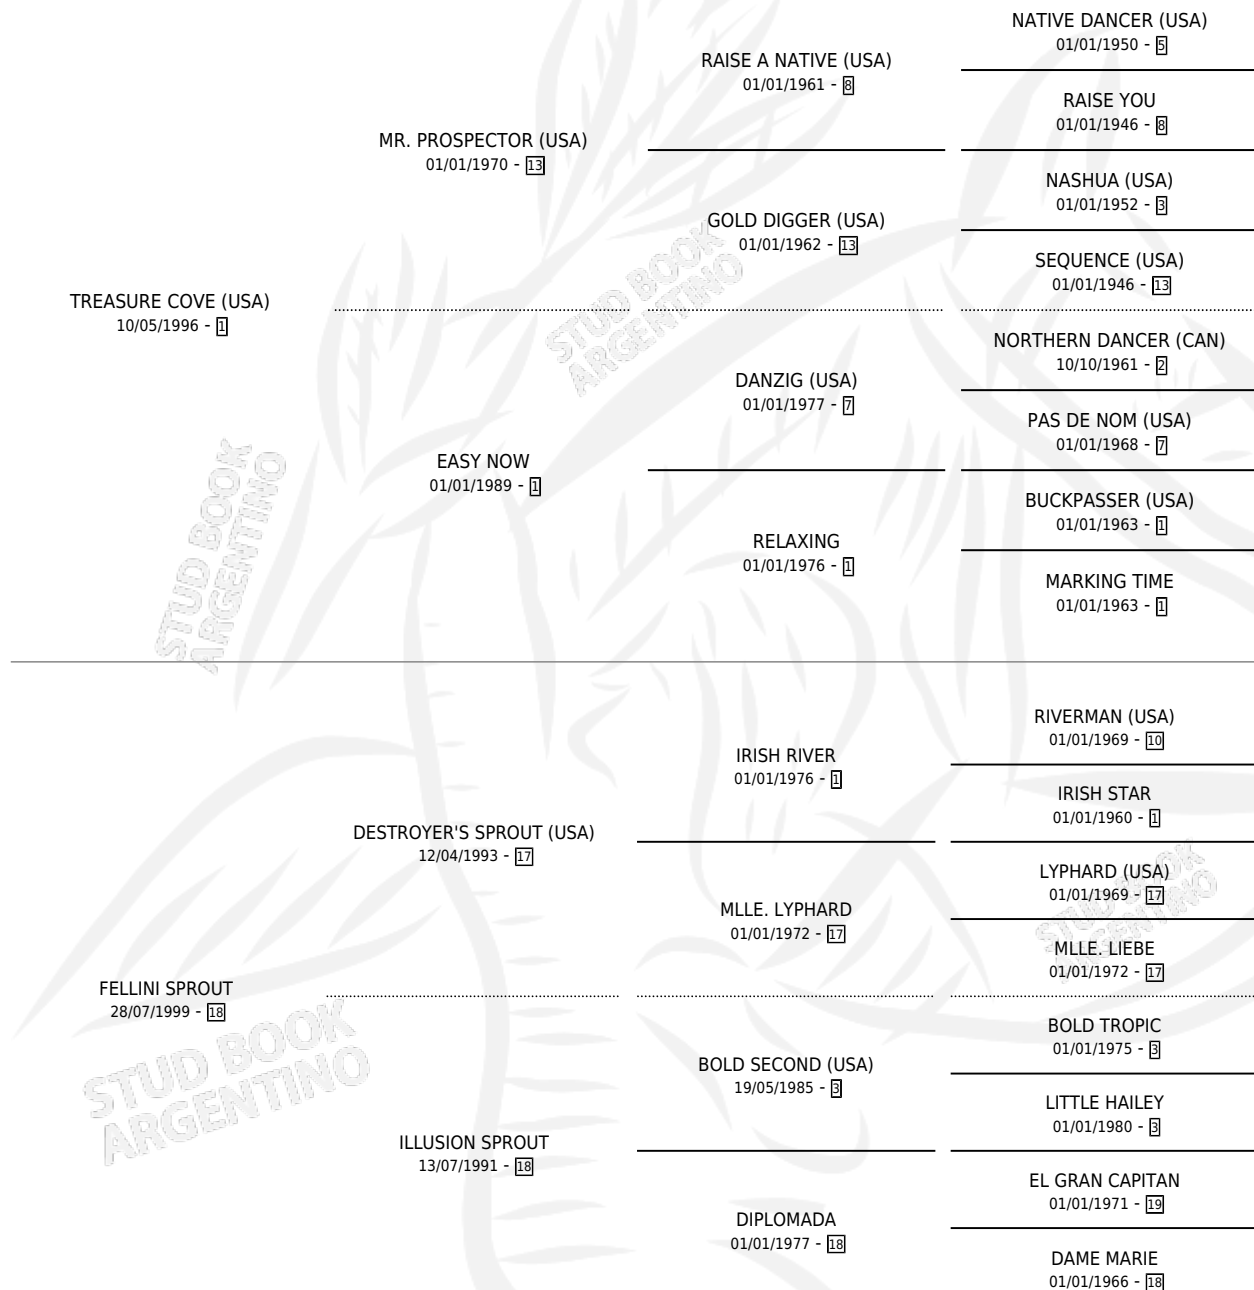 NATIVE DANCER (USA)
01/01/1950 - 5
RAISE A NATIVE (USA)
01/01/1961 - 8
RAISE YOU
01/01/1946 - 8
MR. PROSPECTOR (USA)
01/01/1970 - 13
NASHUA (USA)
01/01/1952 - 3
GOLD DIGGER (USA)
01/01/1962 - 13
SEQUENCE (USA)
01/01/1946 - 13
TREASURE COVE (USA)
10/05/1996 - 1
NORTHERN DANCER (CAN)
10/10/1961 - 2
DANZIG (USA)
01/01/1977 - 7
PAS DE NOM (USA)
01/01/1968 - 7
EASY NOW
01/01/1989 - 1
BUCKPASSER (USA)
01/01/1963 - 1
RELAXING
01/01/1976 - 1
MARKING TIME
01/01/1963 - 1
RIVERMAN (USA)
01/01/1969 - 10
IRISH RIVER
01/01/1976 - 1
IRISH STAR
01/01/1960 - 1
DESTROYER'S SPROUT (USA)
12/04/1993 - 17
LYPHARD (USA)
01/01/1969 - 17
MLLE. LYPHARD
01/01/1972 - 17
MLLE. LIEBE
01/01/1972 - 17
FELLINI SPROUT
28/07/1999 - 18
BOLD TROPIC
01/01/1975 - 3
BOLD SECOND (USA)
19/05/1985 - 3
LITTLE HAILEY
01/01/1980 - 3
ILLUSION SPROUT
13/07/1991 - 18
EL GRAN CAPITAN
01/01/1971 - 19
DIPLOMADA
01/01/1977 - 18
DAME MARIE
01/01/1966 - 18
STUD BOOK
ARGENTINO
STUD BOOK
ARGENTINO
STUD BOOK
ARGENTINO
STUD BOOK
ARGENTINO